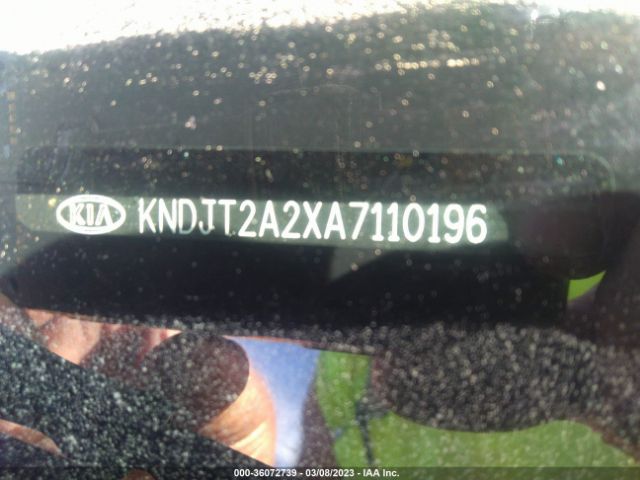 KIA KNDJT2A2XA7110196
000-36072739 - 03/08/2023 - IAA Inc.